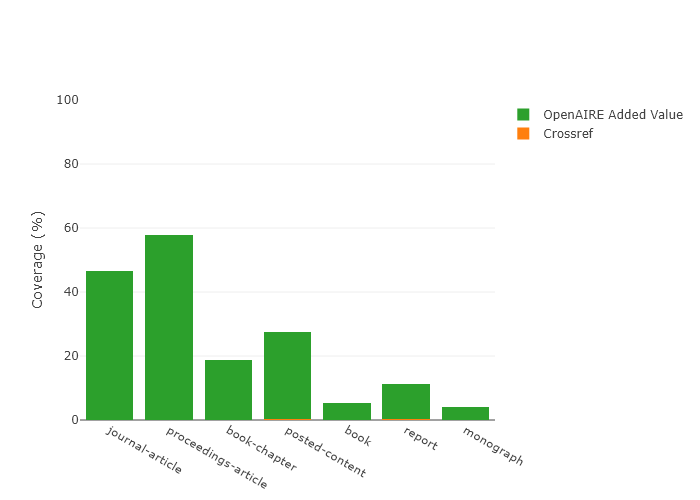 100
80
60
40
20
0
Coverage (%)
journal-article
proceedings-article
book-chapter
posted-content
book
report
monograph
OpenAIRE Added Value
Crossref